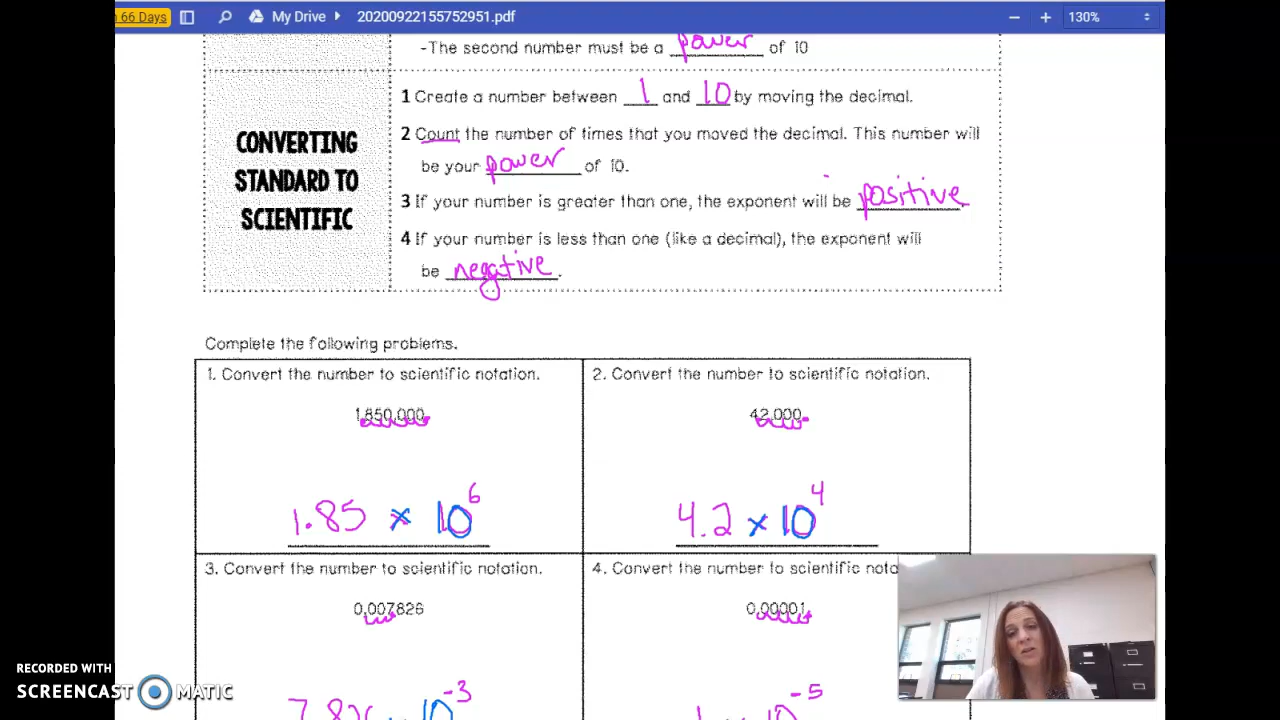 n 66 Days My Drive 20200922155752951.pdf 130%
-The second number must be a power of 10
CONVERTING
STANDARD TO
SCIENTIFIC
1 Create a number between 1 and 10 by moving the decimal.
2 Count the number of times that you moved the decimal. This number will
be your power of 10.
3 If your number is greater than one, the exponent will be positive
4 If your number is less than one (like a decimal), the exponent will
be negative.
Complete the following problems.
1. Convert the number to scientific notation.
1,850,000
1.85 × 10⁶
2. Convert the number to scientific notation.
42,000
4.2 × 10⁴
3. Convert the number to scientific notation.
0.007826
7.826 × 10⁻³
4. Convert the number to scientific nota
0.00001
1 × 10⁻⁵
RECORDED WITH
SCREENCAST MATIC